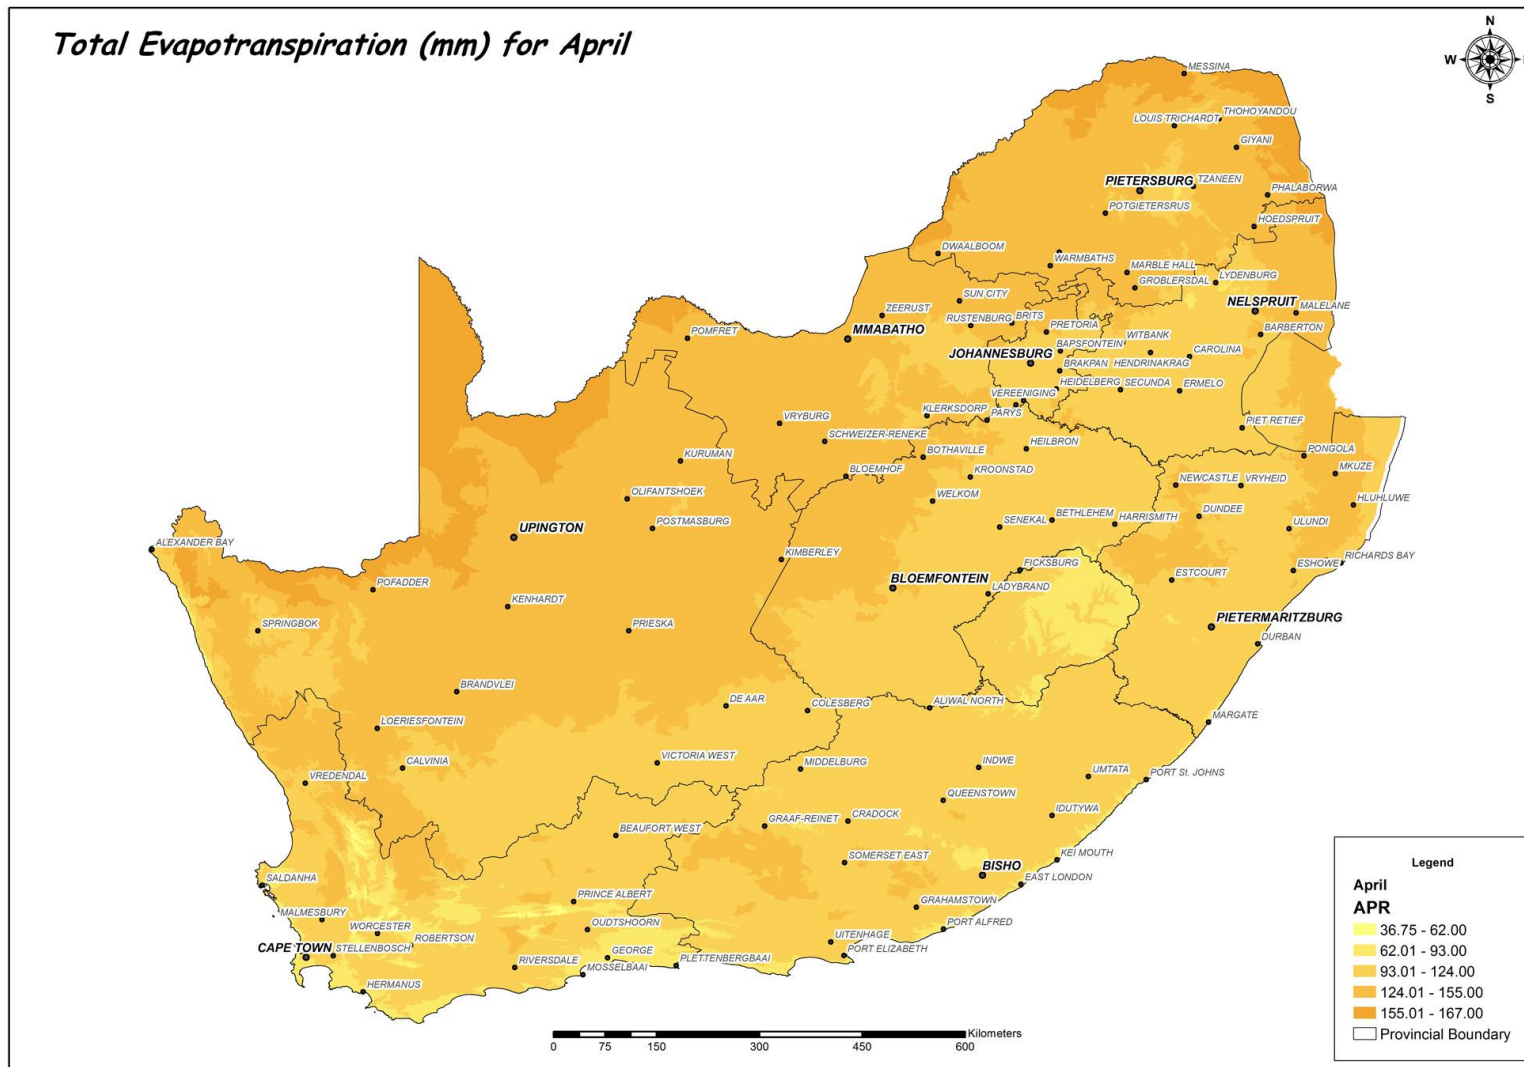 Total Evapotranspiration (mm) for April
N
W
S
MESSINA
THOHOYANDOU
LOUIS TRICHARDT
GIYANI
PIETERSBURG
TZANEEN
PHALABORWA
POTGIETERSRUS
HOEDSPRUIT
DWAALBOOM
WARMBATHS
MARBLE HALL
LYDENBURG
GROBLERSDAL
SUN CITY
NELSPRUIT
MALELANE
ZEERUST
RUSTENBURG
BRITS
POMFRET
MMABATHO
PRETORIA
WITBANK
BARBERTON
BAPSFONTEIN
JOHANNESBURG
CAROLINA
BRAKPAN
HENDRINAKRAG
HEIDELBERG
SECUNDA
ERMELO
VEREENIGING
KLERKSDORP
PARYS
VRYBURG
PIET RETIEF
SCHWEIZER-RENEKE
BOTHAVILLE
HEILBRON
PONGOLA
KURUMAN
BLOEMHOF
KROONSTAD
MKUZE
NEWCASTLE
VRYHEID
OLIFANTSHOEK
WELKOM
HLUHLUWE
UPINGTON
POSTMASBURG
SENEKAL
BETHLEHEM
HARRISMITH
DUNDEE
ULUNDI
ALEXANDER BAY
KIMBERLEY
RICHARDS BAY
FICKSBURG
ESHOWE
POFADDER
BLOEMFONTEIN
LADYBRAND
ESTCOURT
KENHARDT
PIETERMARITZBURG
SPRINGBOK
PRIESKA
DURBAN
BRANDVLEI
DE AAR
COLESBERG
ALIWAL NORTH
LOERIESFONTEIN
MARGATE
VICTORIA WEST
CALVINIA
MIDDELBURG
INDWE
VREDENDAL
UMTATA
PORT St. JOHNS
QUEENSTOWN
IDUTYWA
GRAAF-REINET
CRADOCK
BEAUFORT WEST
SOMERSET EAST
KEI MOUTH
BISHO
SALDANHA
EAST LONDON
PRINCE ALBERT
GRAHAMSTOWN
MALMESBURY
OUDTSHOORN
PORT ALFRED
WORCESTER
UITENHAGE
ROBERTSON
CAPE TOWN
STELLENBOSCH
GEORGE
PLETTENBERGBAAI
PORT ELIZABETH
RIVERSDALE
MOSSELBAAI
HERMANUS
Kilometers
0 75 150 300 450 600
Legend
April
APR
36.75 - 62.00
62.01 - 93.00
93.01 - 124.00
124.01 - 155.00
155.01 - 167.00
Provincial Boundary